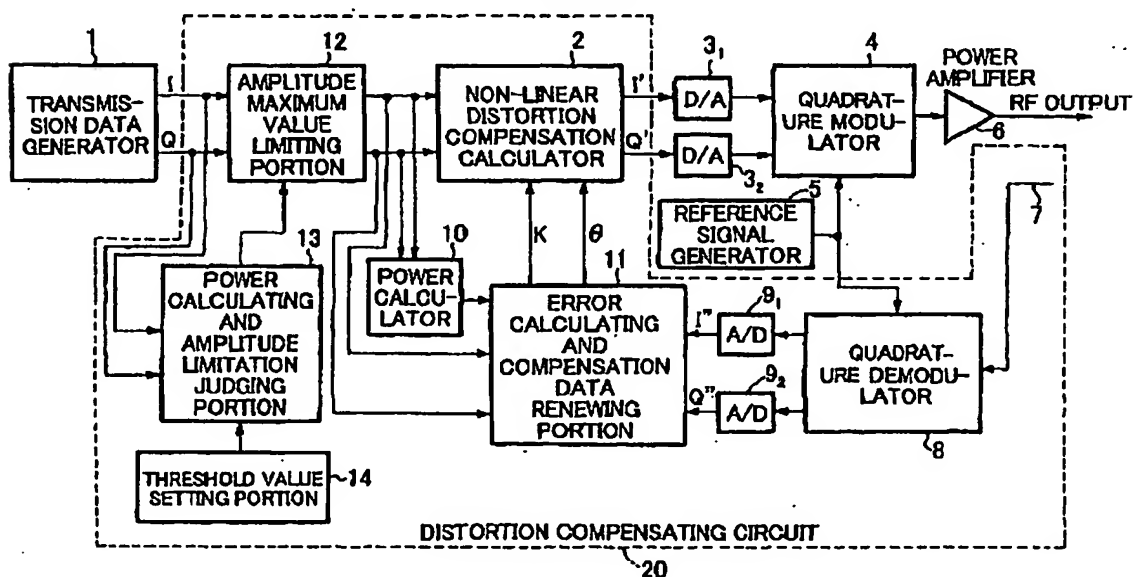 1
TRANSMIS-
SION DATA
GENERATOR
I
Q
12
AMPLITUDE
MAXIMUM
VALUE
LIMITING
PORTION
2
NON-LINEAR
DISTORTION
COMPENSATION
CALCULATOR
I'
Q'
3₁
D/A
D/A
3₂
4
QUADRAT-
URE MODU-
LATOR
POWER
AMPLIFIER
6
RF OUTPUT
5
REFERENCE
SIGNAL
GENERATOR
7
13
POWER
CALCULATING
AND
AMPLITUDE
LIMITATION
JUDGING
PORTION
10
POWER
CALCU-
LATOR
K
θ
11
ERROR
CALCULATING
AND
COMPENSATION
DATA
RENEWING
PORTION
I"
Q"
9₁
A/D
9₂
A/D
QUADRAT-
URE DEMODU-
LATOR
8
THRESHOLD VALUE
SETTING PORTION
14
DISTORTION COMPENSATING CIRCUIT
20